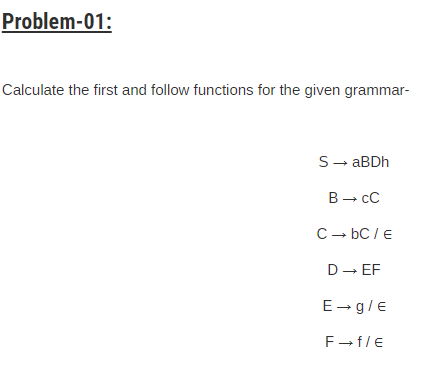 Problem-01:
Calculate the first and follow functions for the given grammar-
S → aBDh
B → cC
C → bC / ∈
D → EF
E → g / ∈
F → f / ∈